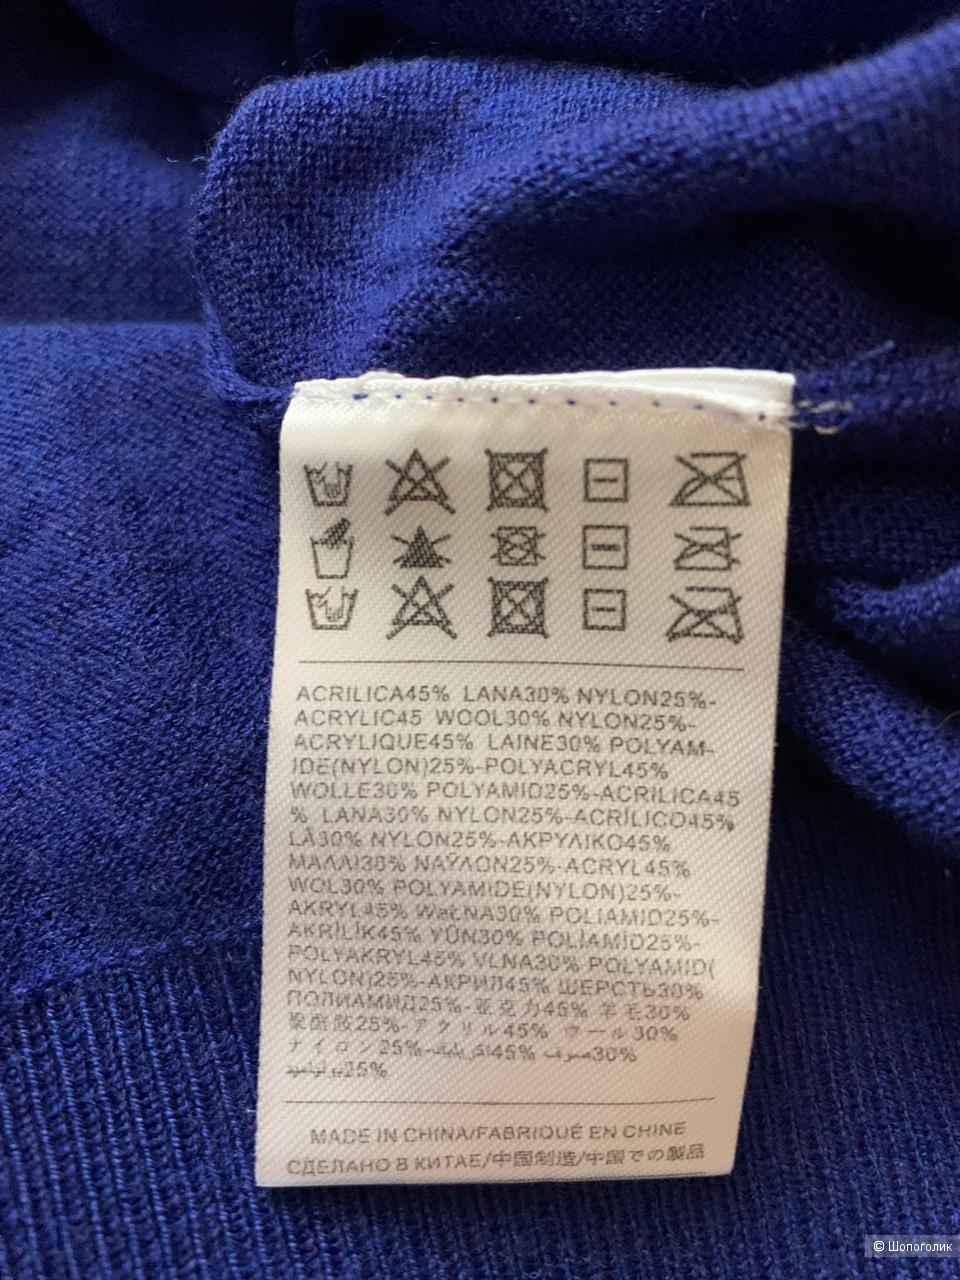 ACRILICA45% LANA30% NYLON25%-
ACRYLIC45 WOOL30% NYLON25%-
ACRYLIQUE45% LAINE30% POLYAM-
IDE(NYLON)25%-POLYACRYL45%
WOLLE30% POLYAMID25%-ACRILICA45
% LANA30% NYLON25%-ACRÍLICO45%
LÃ30% NYLON25%-ΑΚΡΥΛΙΚΟ45%
ΜΑΛΛΙ30% ΝΑΫΛΟΝ25%-ACRYL45%
WOL30% POLYAMIDE(NYLON)25%-
AKRYL45% WeŁNA30% POLIAMID25%-
AKRİLİK45% YÜN30% POLİAMİD25%-
POLYAKRYL45% VLNA30% POLYAMID(
NYLON)25%-АКРИЛ45% ШЕРСТЬ30%
ПОЛИАМИД25%-亚克力45% 羊毛30%
聚酰胺25%-アクリル45% ウール30%
ナイロン25%-اكريليك45% صوف30%
25%
MADE IN CHINA/FABRIQUÉ EN CHINE
СДЕЛАНО В КИТАЕ/中国制造/中国での製品
© Шопоголик